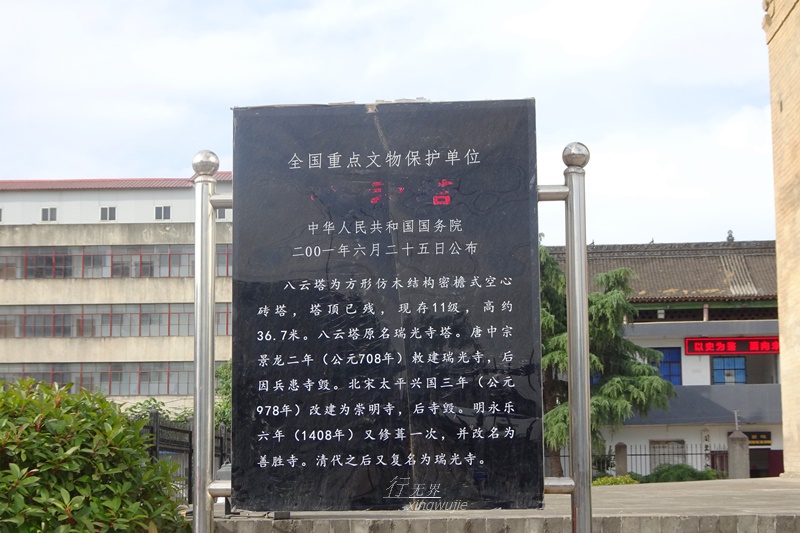 全国重点文物保护单位
中华人民共和国国务院
二〇〇一年六月二十五日公布
八云塔为方形仿木结构密檐式空心
砖塔，塔顶已残，现存11级，高约
36.7米。八云塔原名瑞光寺塔。唐中宗
景龙二年（公元708年）敕建瑞光寺，后
因兵患寺毁。北宋太平兴国三年（公元
978年）改建为崇明寺，后寺毁。明永乐
六年（1408年）又修葺一次，并改名为
善胜寺。清代之后又复名为瑞光寺。
以史为鉴 面向
行无界
xingwujie